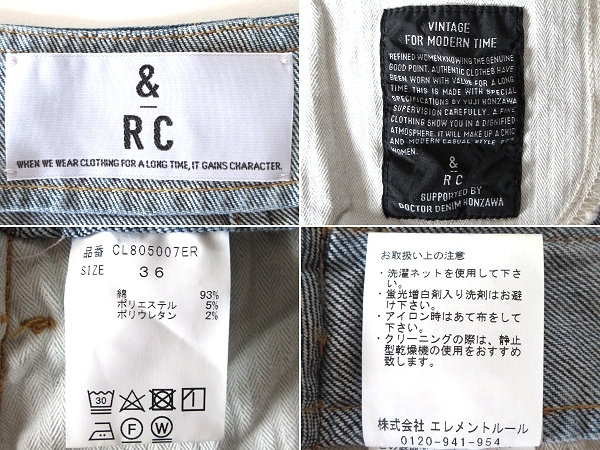 &
RC
WHEN WE WEAR CLOTHING FOR A LONG TIME, IT GAINS CHARACTER.
VINTAGE
FOR MODERN TIME
REFINED WOMENKNOWING THE GENUINE
GOOD POINT. AUTHENTIC CLOTHES HAVE
BEEN WORN WITH VALUE FOR A LONG
TIME. THIS IS MADE WITH SPECIAL
SPECIFICATIONS BY YUJI HONZAWA
SUPERVISION CAREFULLY. A FINE
CLOTHING SHOW YOU IN A DIGNIFIED
ATMOSPHERE. IT WILL MAKE UP A CHIC
AND MODERN CASUAL STYLE FOR
WOMEN.
&
RC
SUPPORTED BY
DOCTOR DENIM HONZAWA
品番 CL805007ER
SIZE 36
綿 93%
ポリエステル 5%
ポリウレタン 2%
30
F W
お取扱い上の注意
・洗濯ネットを使用して下さ
い。
・蛍光増白剤入り洗剤はお避
け下さい。
・アイロン時はあて布をして
下さい。
・クリーニングの際は、静止
型乾燥機の使用をおすすめ
致します。
株式会社 エレメントルール
0120-941-954